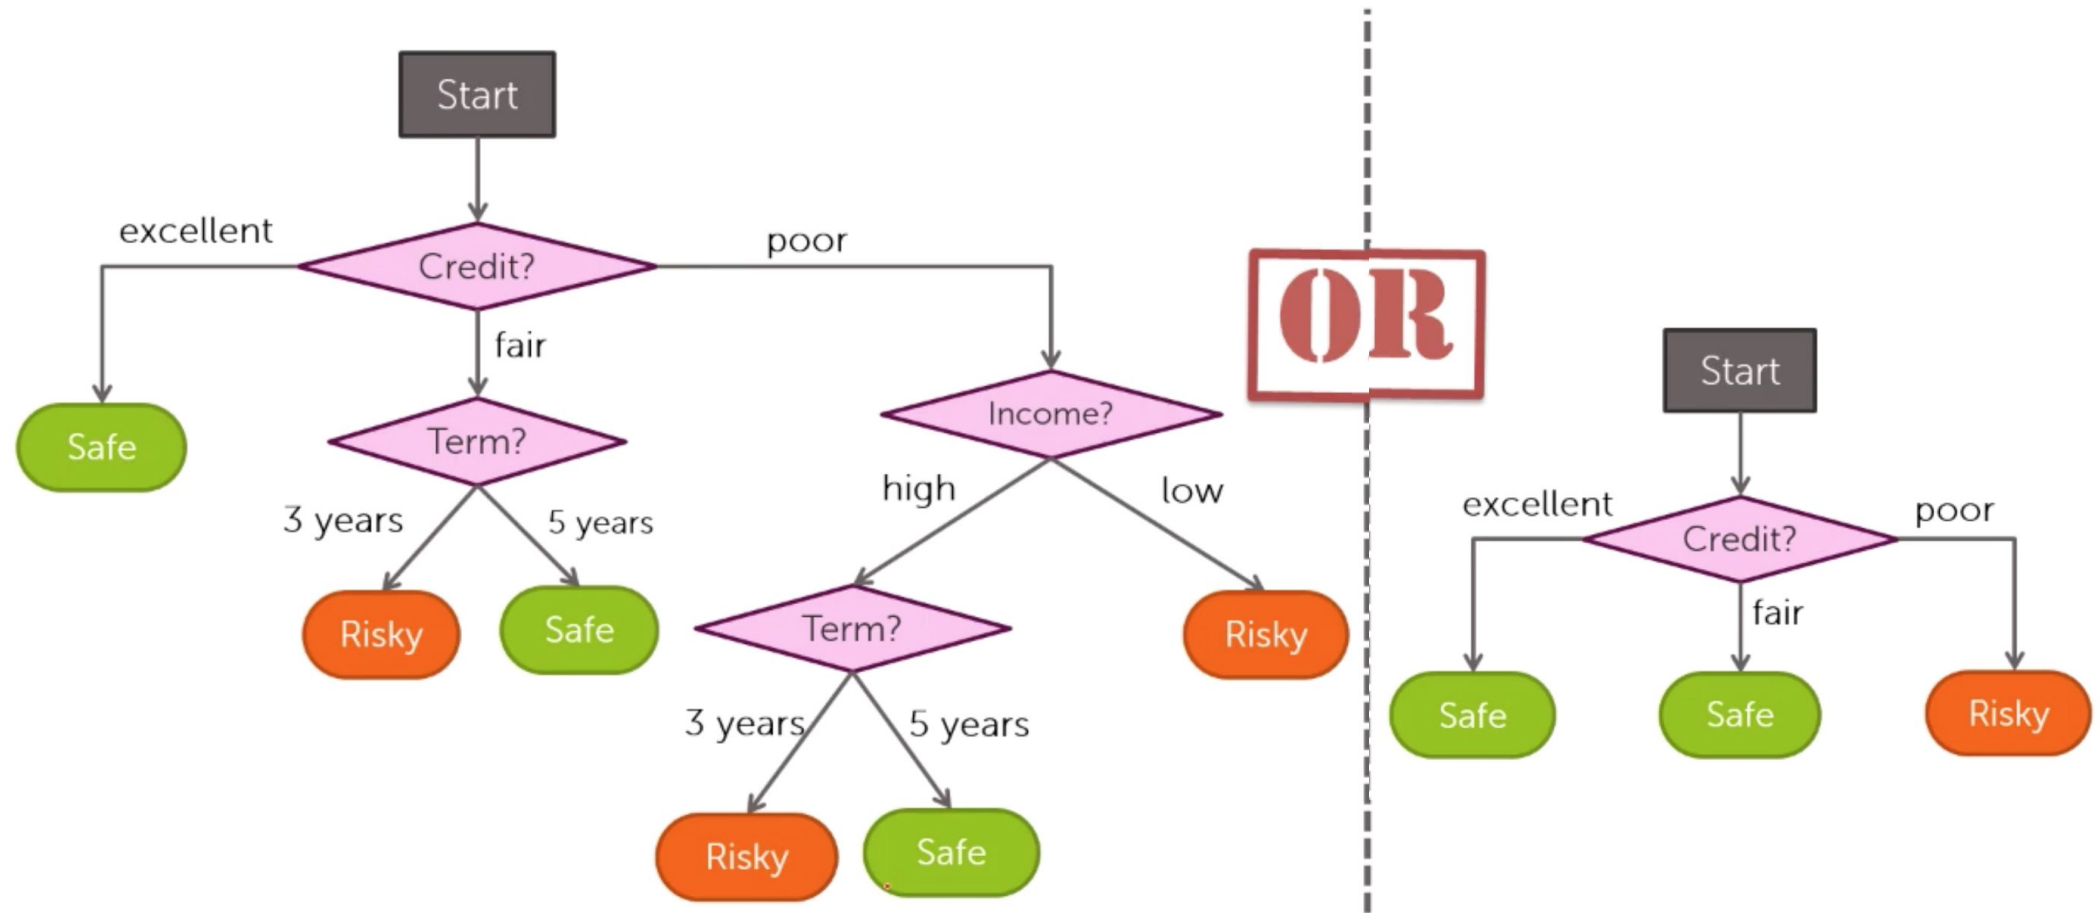 Start
excellent
Credit?
poor
fair
Safe
Term?
Income?
3 years
5 years
high
low
Risky
Safe
Term?
Risky
3 years
5 years
Risky
Safe
OR
Start
excellent
Credit?
poor
fair
Safe
Safe
Risky